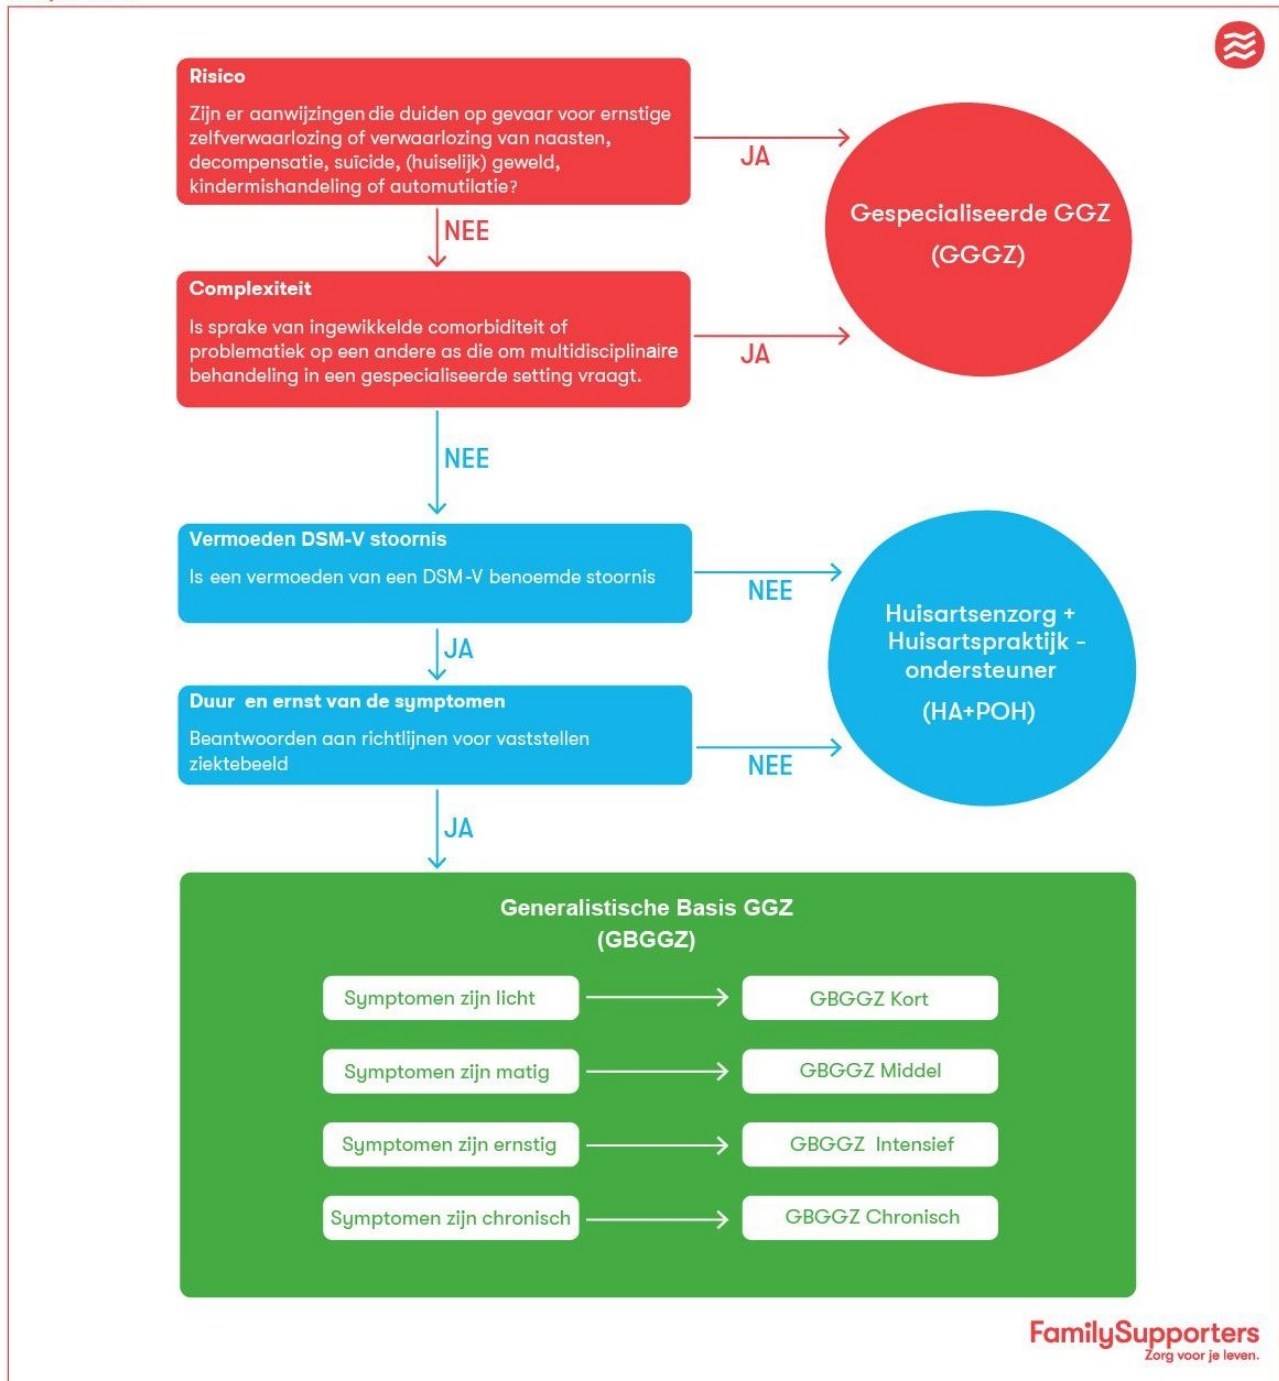 Risico
Zijn er aanwijzingen die duiden op gevaar voor ernstige
zelfverwaarlozing of verwaarlozing van naasten,
decompensatie, suïcide, (huiselijk) geweld,
kindermishandeling of automutilatie?
JA
Gespecialiseerde GGZ
(GGGZ)
NEE
Complexiteit
Is sprake van ingewikkelde comorbiditeit of
problematiek op een andere as die om multidisciplinaire
behandeling in een gespecialiseerde setting vraagt.
JA
NEE
Vermoeden DSM-V stoornis
Is een vermoeden van een DSM-V benoemde stoornis
NEE
Huisartsenzorg +
Huisartspraktijk -
ondersteuner
(HA+POH)
JA
Duur en ernst van de symptomen
Beantwoorden aan richtlijnen voor vaststellen
ziektebeeld
NEE
JA
Generalistische Basis GGZ
(GBGGZ)
Symptomen zijn licht
GBGGZ Kort
Symptomen zijn matig
GBGGZ Middel
Symptomen zijn ernstig
GBGGZ Intensief
Symptomen zijn chronisch
GBGGZ Chronisch
FamilySupporters
Zorg voor je leven.